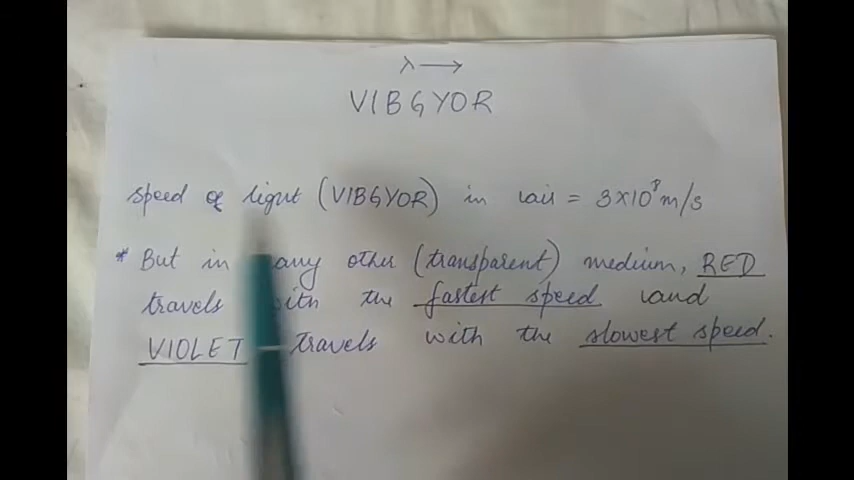 λ →
VIBGYOR
speed of light (VIBGYOR) in air = 3×10⁸ m/s
* But in any other (transparent) medium, RED
travels with the fastest speed and
VIOLET travels with the slowest speed.